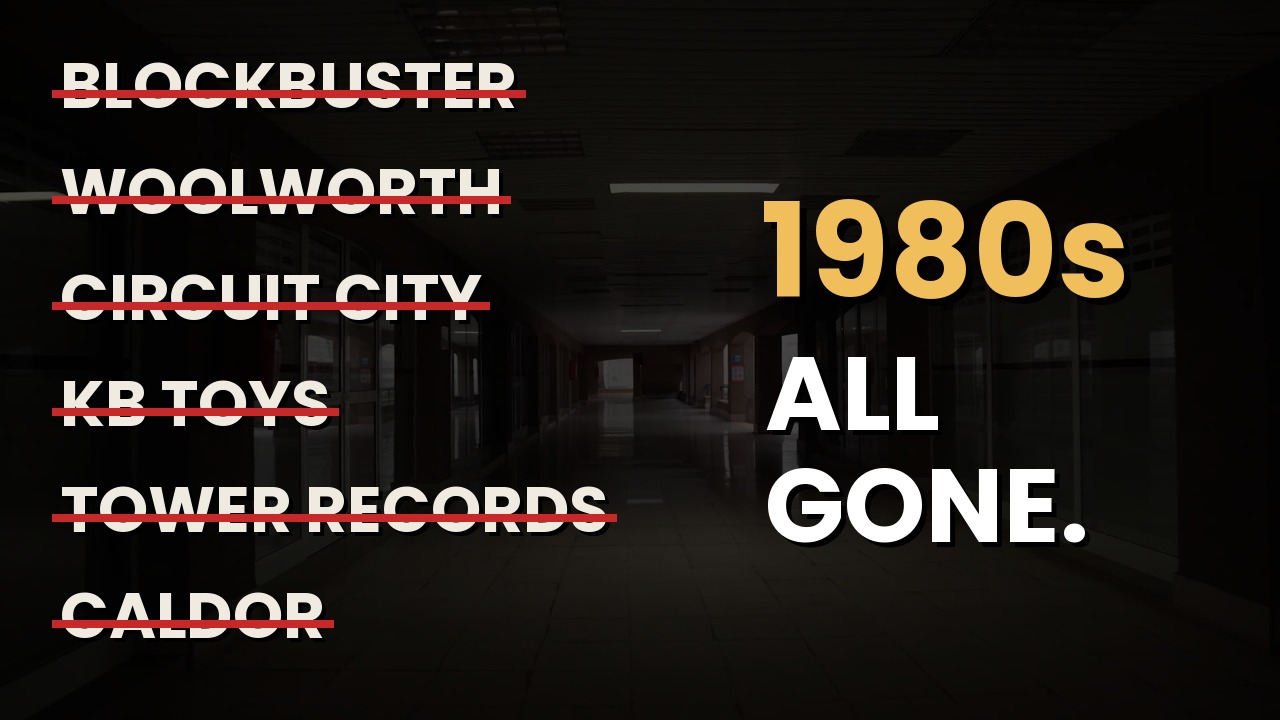 BLOCKBUSTER
WOOLWORTH
CIRCUIT CITY
KB TOYS
TOWER RECORDS
CALDOR
1980s
ALL
GONE.